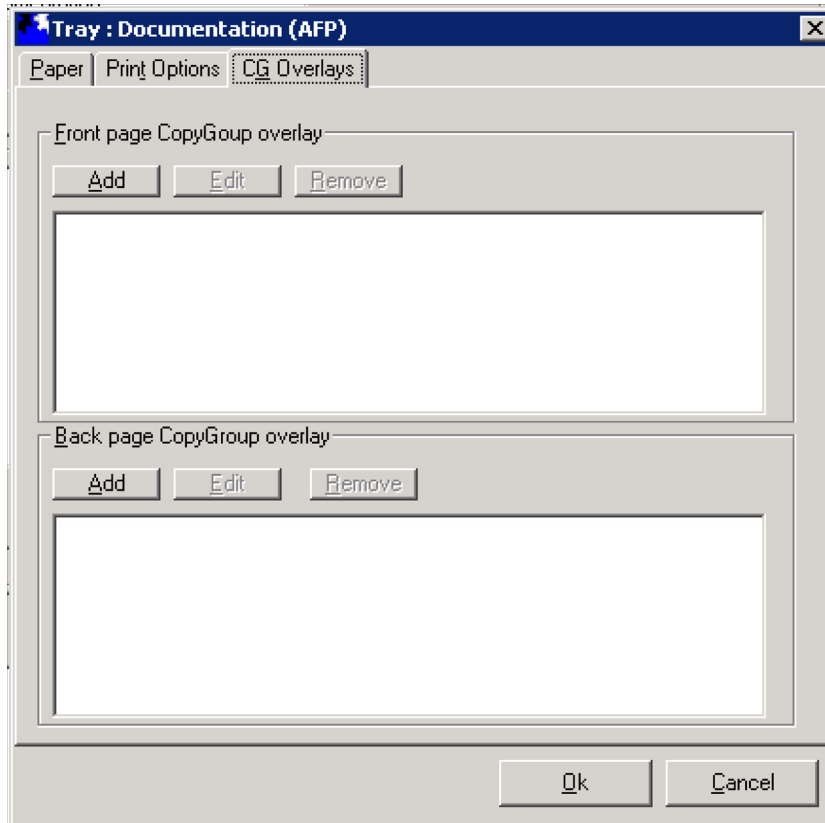 Tray : Documentation (AFP)
Paper Print Options CG Overlays
Front page CopyGoup overlay
Add Edit Remove
Back page CopyGroup overlay
Add Edit Remove
Ok Cancel